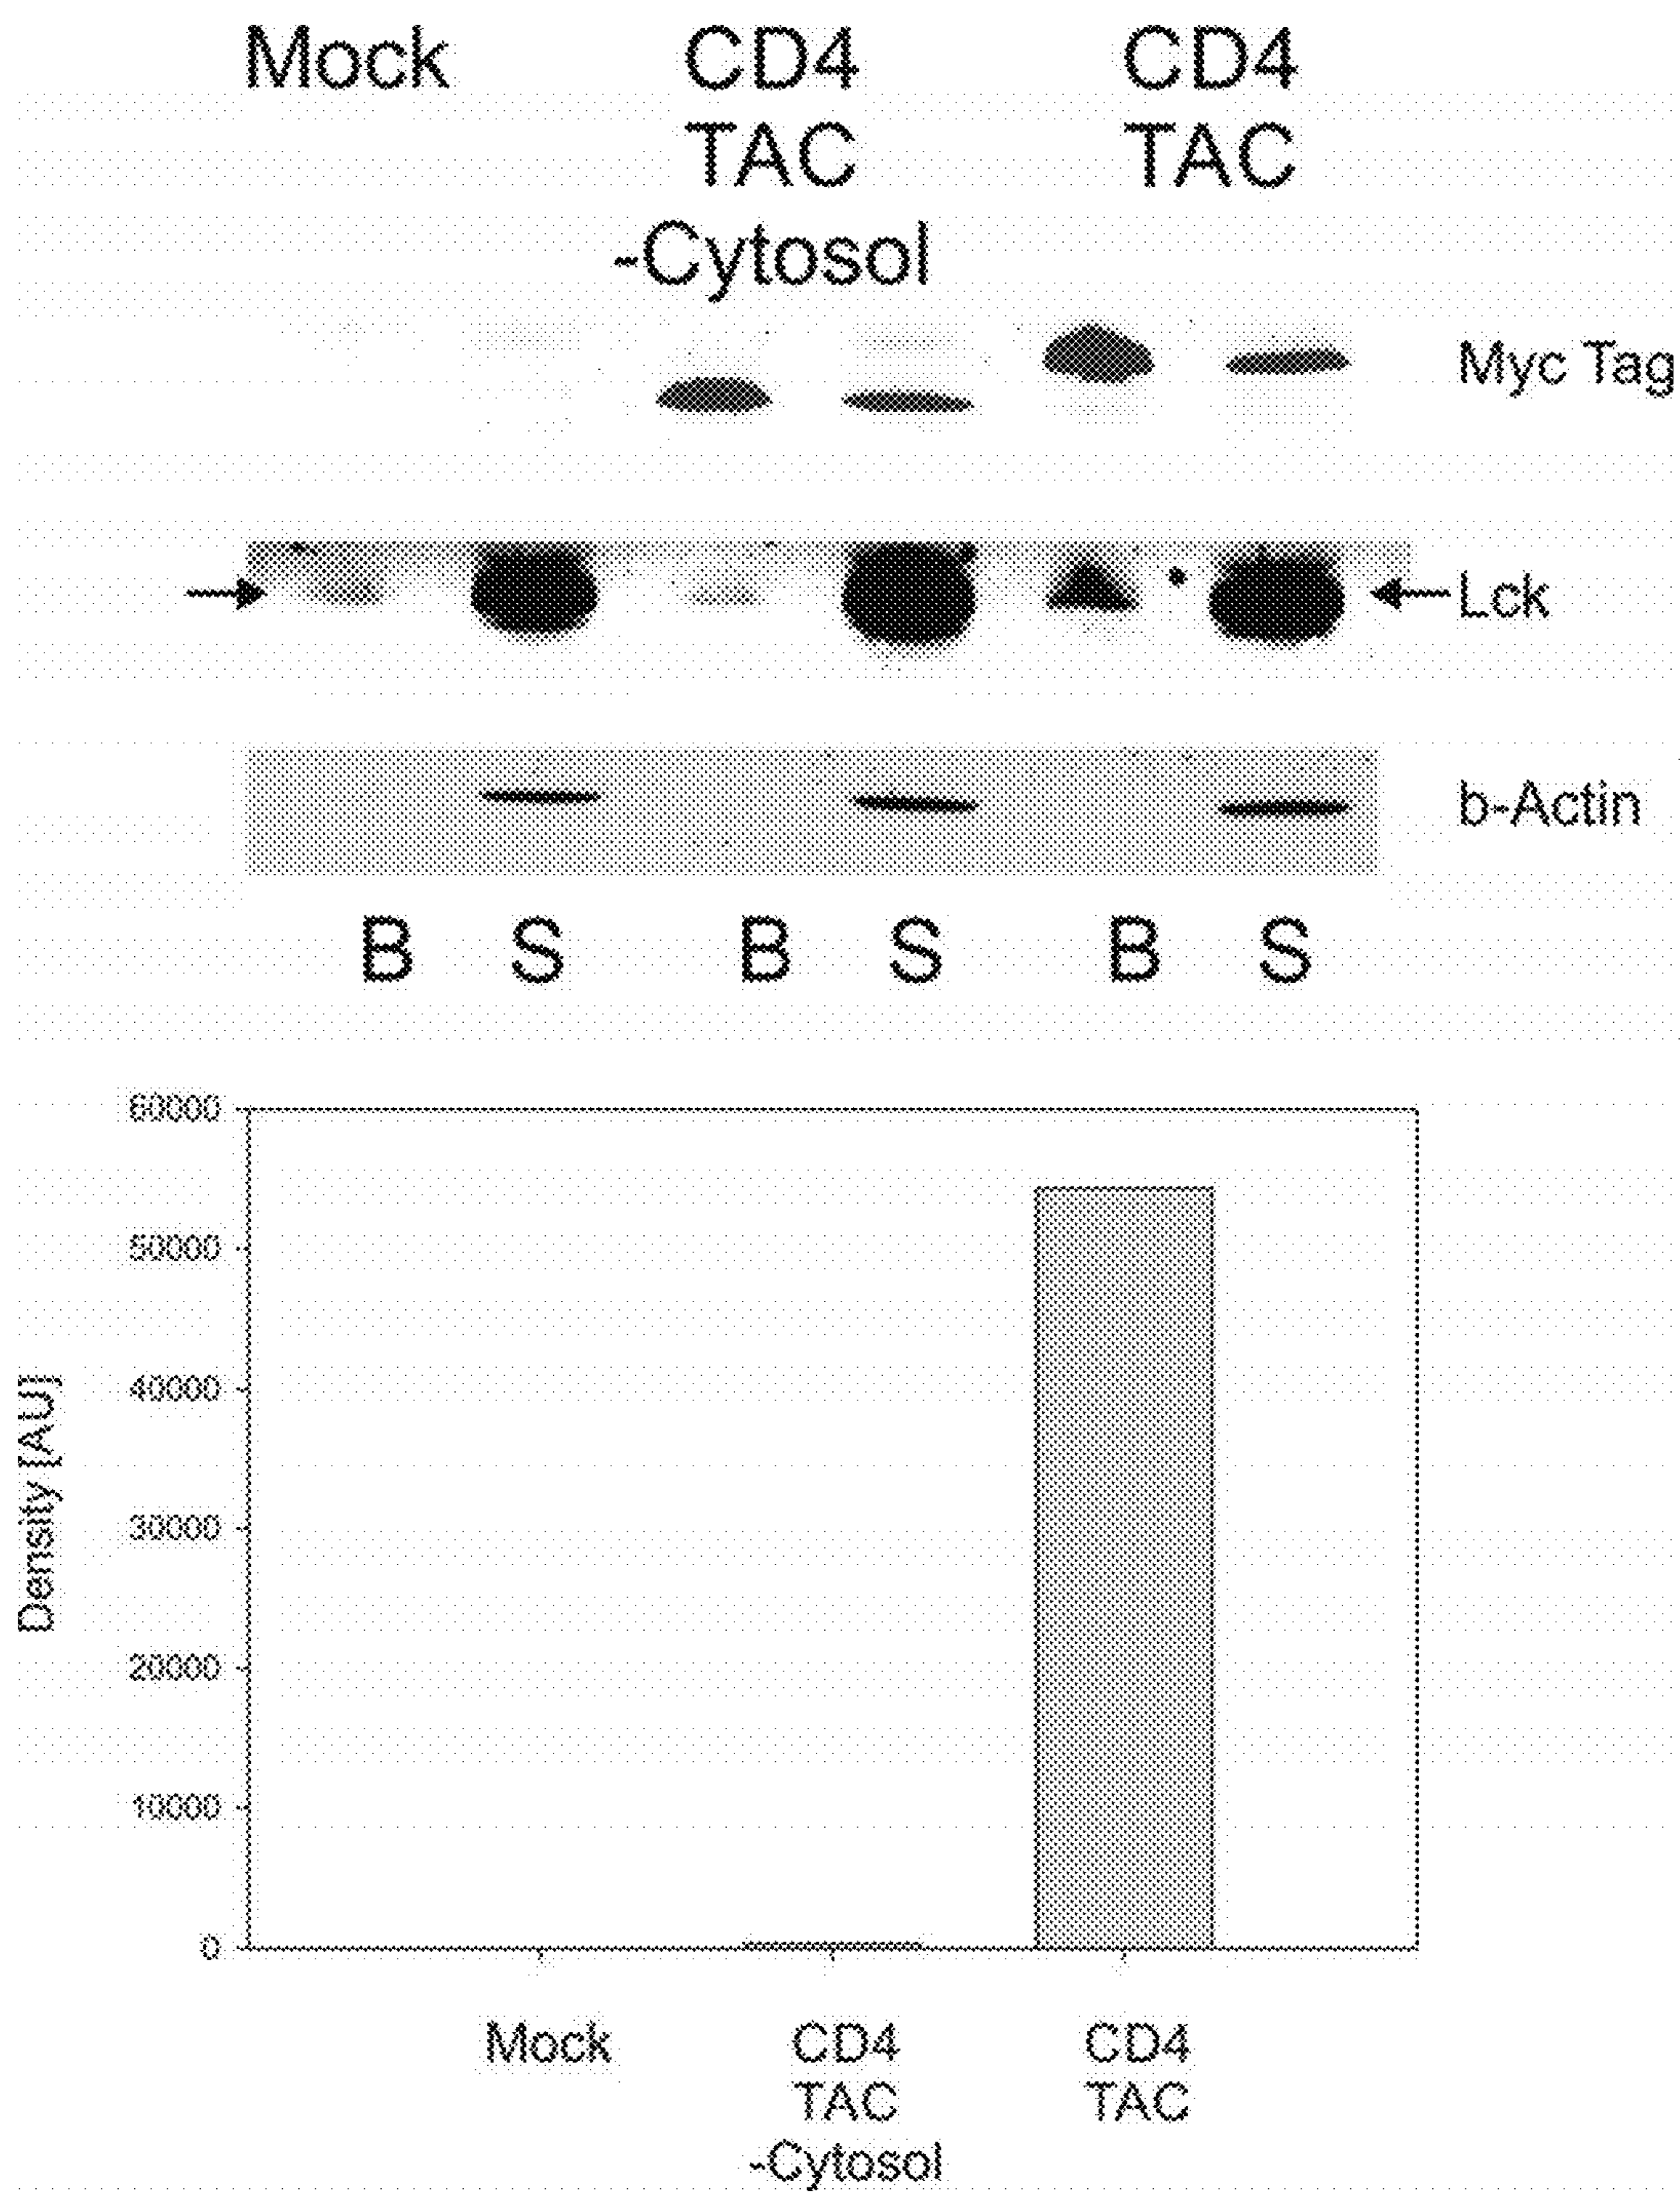 Mock
CD4
TAC
-Cytosol
CD4
TAC
Myc Tag
Lck
b-Actin
B S B S B S
60000
50000
40000
30000
20000
10000
0
Density [AU]
Mock
CD4
TAC
-Cytosol
CD4
TAC